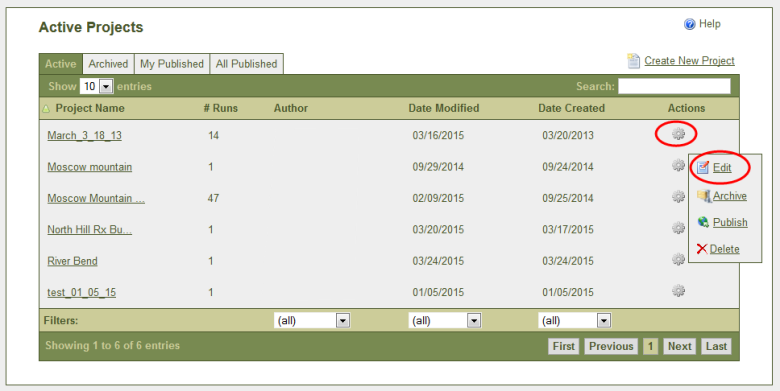 Active Projects
Help
Active Archived My Published All Published
Create New Project
Show 10 entries Search:
Project Name # Runs Author Date Modified Date Created Actions
March_3_18_13 14 03/16/2015 03/20/2013
Moscow mountain 1 09/29/2014 09/24/2014
Edit
Moscow Mountain ... 47 02/09/2015 09/25/2014
Archive
North Hill Rx Bu... 1 03/20/2015 03/17/2015
Publish
River Bend 1 03/24/2015 03/24/2015
Delete
test_01_05_15 1 01/05/2015 01/05/2015
Filters: (all) (all) (all)
Showing 1 to 6 of 6 entries First Previous 1 Next Last